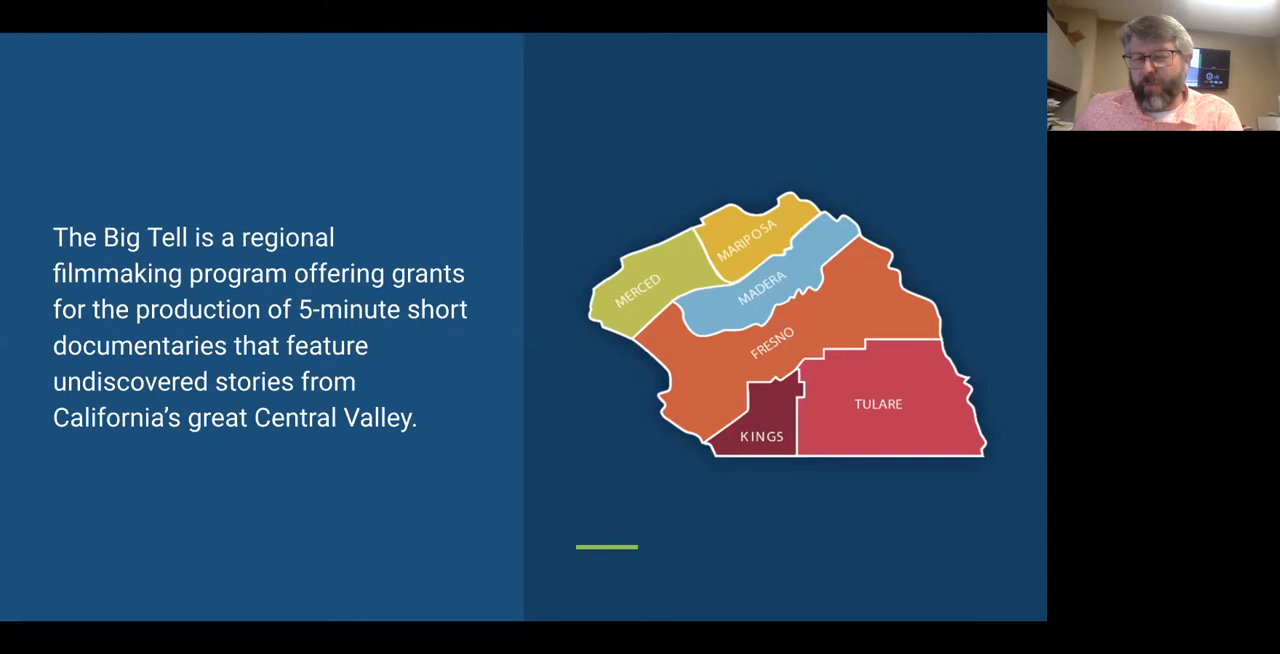 The Big Tell is a regional
filmmaking program offering grants
for the production of 5-minute short
documentaries that feature
undiscovered stories from
California's great Central Valley.
MARIPOSA
MERCED
MADERA
FRESNO
TULARE
KINGS